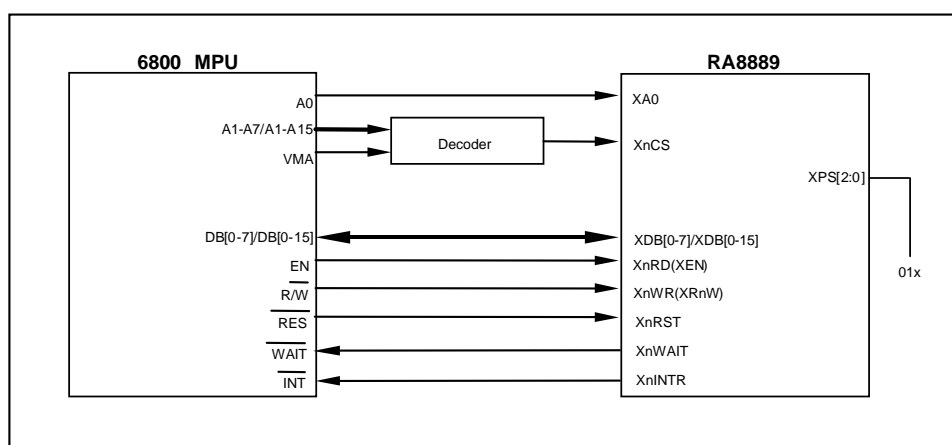 6800 MPU
RA8889
A0
XA0
A1-A7/A1-A15
Decoder
XnCS
VMA
XPS[2:0]
DB[0-7]/DB[0-15]
XDB[0-7]/XDB[0-15]
EN
XnRD(XEN)
01x
R/W
XnWR(XRnW)
RES
XnRST
WAIT
XnWAIT
INT
XnINTR